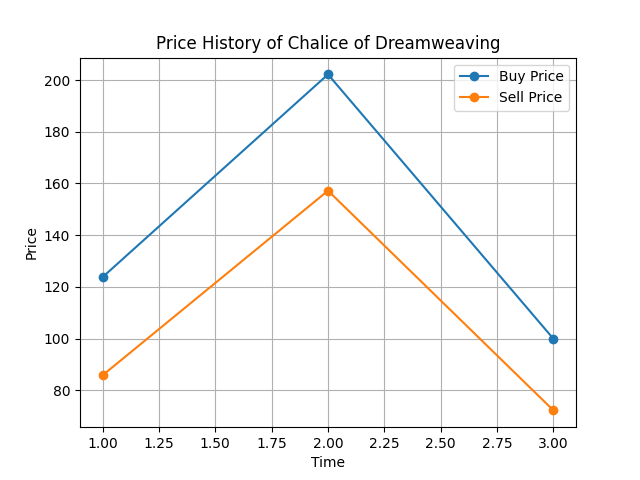 Price History of Chalice of Dreamweaving
Buy Price
Sell Price
Price
200
180
160
140
120
100
80
1.00 1.25 1.50 1.75 2.00 2.25 2.50 2.75 3.00
Time